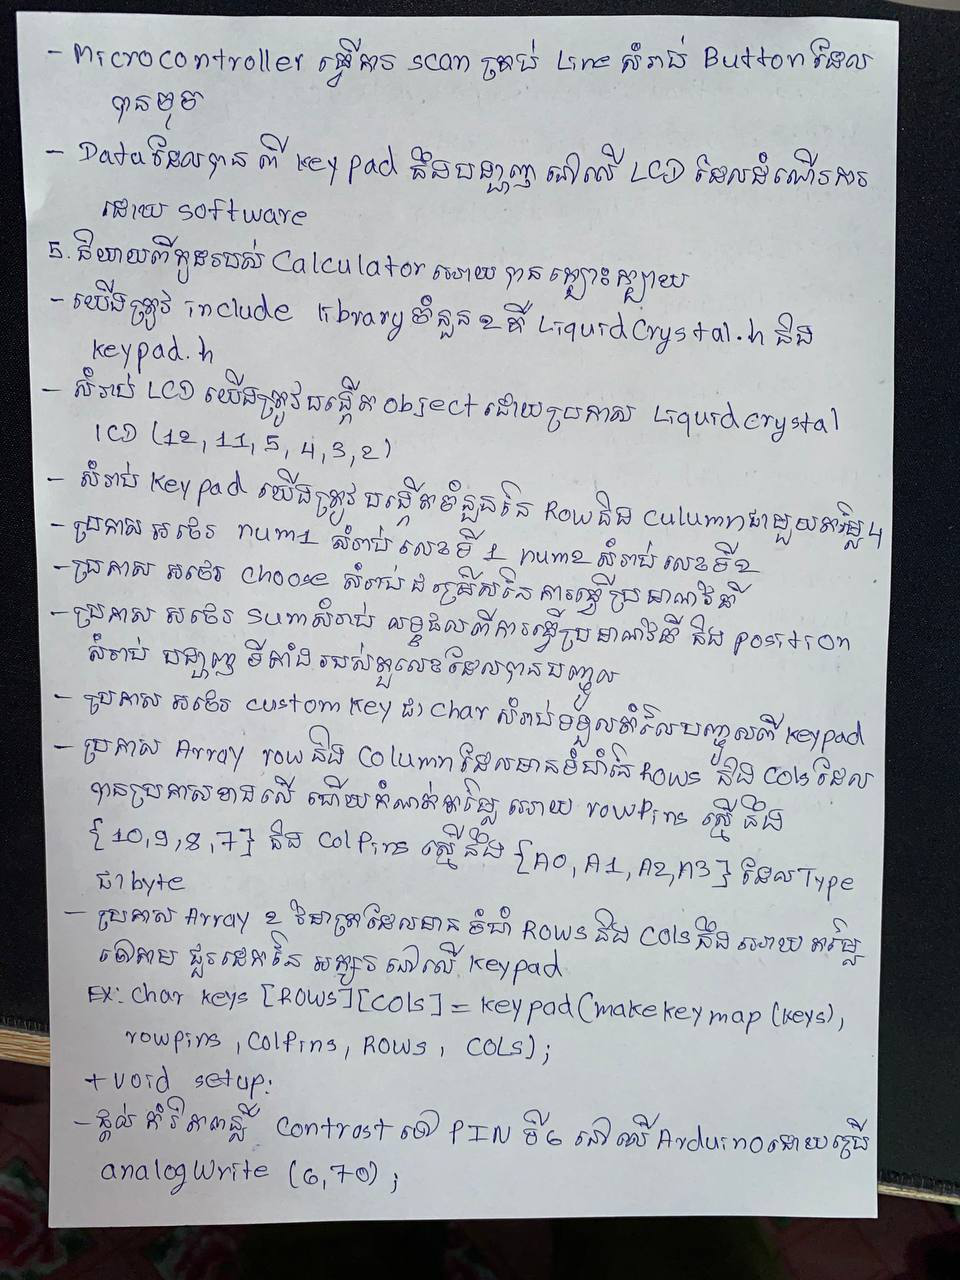 - Microcontroller ធ្វើការ scan គ្រប់ Line សំរាប់ Button ដែល
បានចុច
- Data ដែលបានពី keypad នឹងបង្ហាញនៅលើ LCD ដែលដំណើរការ
ដោយ software
5. និយាយពីកូដរបស់ Calculator អោយបានក្បោះក្បាយ
- យើងត្រូវ include library ចំនួន 2 គឺ LiquidCrystal.h និង
keypad.h
- សំរាប់ LCD យើងត្រូវបង្កើត object ដោយប្រកាស LiquidCrystal
lCD (12, 11, 5, 4, 3, 2)
- សំរាប់ keypad យើងត្រូវបង្កើតចំនួននៃ Row និង Culumn ជាមួយតម្លៃ 4
- ប្រកាស អថេរ num1 សំរាប់លេខទី 1 num2 សំរាប់លេខទី 2
- ប្រកាស អថេរ choose សំរាប់ជម្រើសនៃការធ្វើប្រមាណវិធី
- ប្រកាស អថេរ Sum សំរាប់ លទ្ធផលពីការធ្វើប្រមាណវិធី និង position
សំរាប់ បង្ហាញ ទីតាំងរបស់តួលេខដែលបានបញ្ចូល
- ប្រកាស អថេរ customKey ជា Char សំរាប់ទទួលតំលៃបញ្ចូលពី keypad
- ប្រកាស Array row និង Column ដែលមានទំហំនៃ Rows និង Cols ដែល
បានប្រកាសខាងលើ ហើយកំណត់តម្លៃ អោយ rowPins ស្មើនឹង
{10,9,8,7} និង ColPins ស្មើនឹង {A0, A1, A2, A3} ដែល Type
ជា byte
- ប្រកាស Array 2 វិមាត្រដែលមាន ទំហំ Rows និង Cols និង អោយ តម្លៃ
ទៅតាម ជួរដេកនៃ អក្សរ នៅលើ keypad
EX: Char keys [ROWS][COLS] = keypad(makekeymap (keys),
rowpins, Colpins, ROWS, COLS);
+ void setup:
- ផ្តល់ កំរិតពន្លឺ Contrast ទៅ PIN ទី 6 នៅលើ Arduino ដោយប្រើ
analogWrite (6,70);